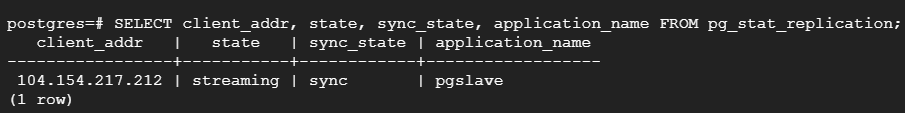 postgres=# SELECT client_addr, state, sync_state, application_name FROM pg_stat_replication;
   client_addr   |   state   | sync_state | application_name
-----------------+-----------+------------+------------------
 104.154.217.212 | streaming | sync       | pgslave
(1 row)